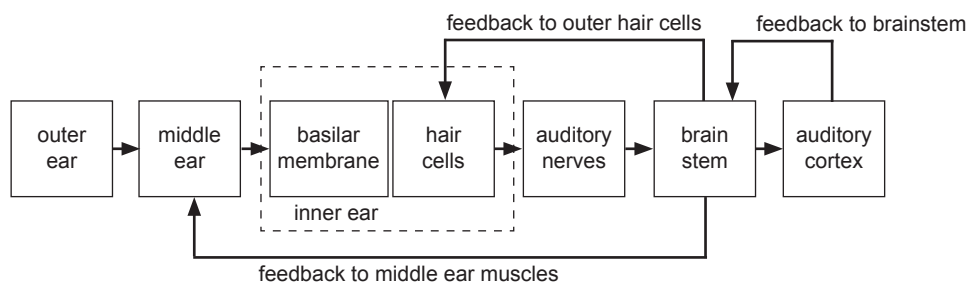 feedback to outer hair cells
feedback to brainstem
outer
ear
middle
ear
basilar
membrane
hair
cells
auditory
nerves
brain
stem
auditory
cortex
inner ear
feedback to middle ear muscles